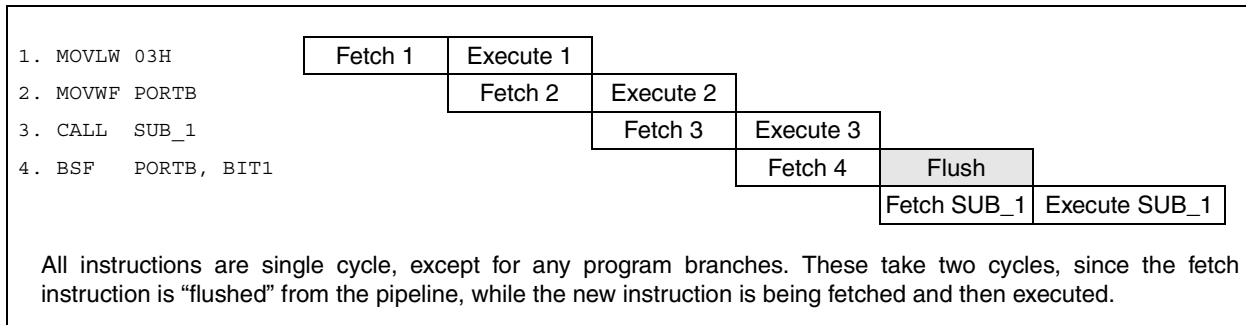 1. MOVLW 03H Fetch 1 Execute 1
2. MOVWF PORTB Fetch 2 Execute 2
3. CALL SUB_1 Fetch 3 Execute 3
4. BSF PORTB, BIT1 Fetch 4 Flush
Fetch SUB_1 Execute SUB_1
All instructions are single cycle, except for any program branches. These take two cycles, since the fetch
instruction is “flushed” from the pipeline, while the new instruction is being fetched and then executed.